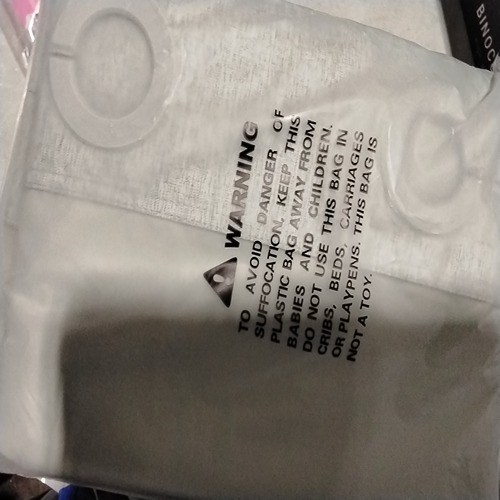 WARNING
TO AVOID DANGER OF
SUFFOCATION, KEEP THIS
PLASTIC BAG AWAY FROM
BABIES AND CHILDREN.
DO NOT USE THIS BAG IN
CRIBS, BEDS, CARRIAGES
OR PLAYPENS. THIS BAG IS
NOT A TOY.
BINOC